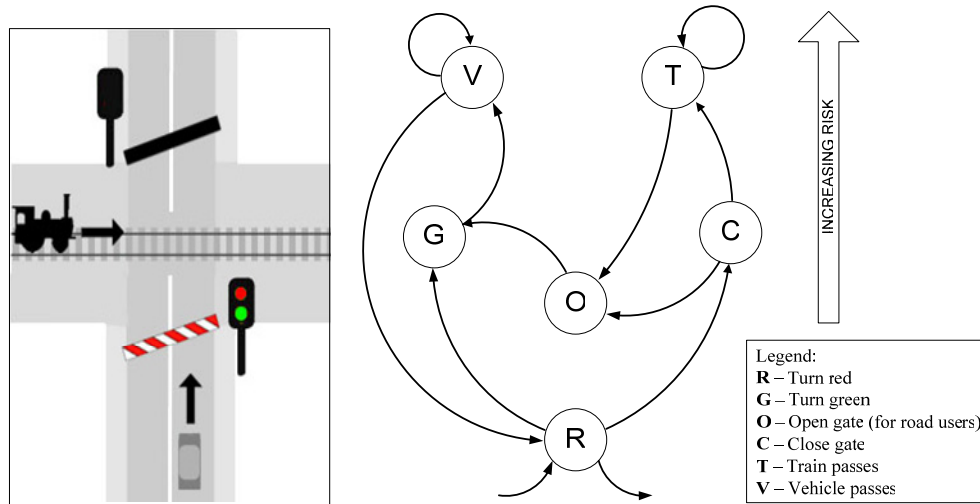 V
T
G
C
O
R
INCREASING RISK
Legend:
R – Turn red
G – Turn green
O – Open gate (for road users)
C – Close gate
T – Train passes
V – Vehicle passes